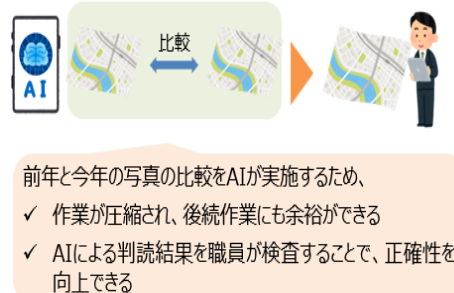 比較
AI
前年と今年の写真の比較をAIが実施するため、
✓ 作業が圧縮され、後続作業にも余裕ができる
✓ AIによる判読結果を職員が検査することで、正確性を
向上できる